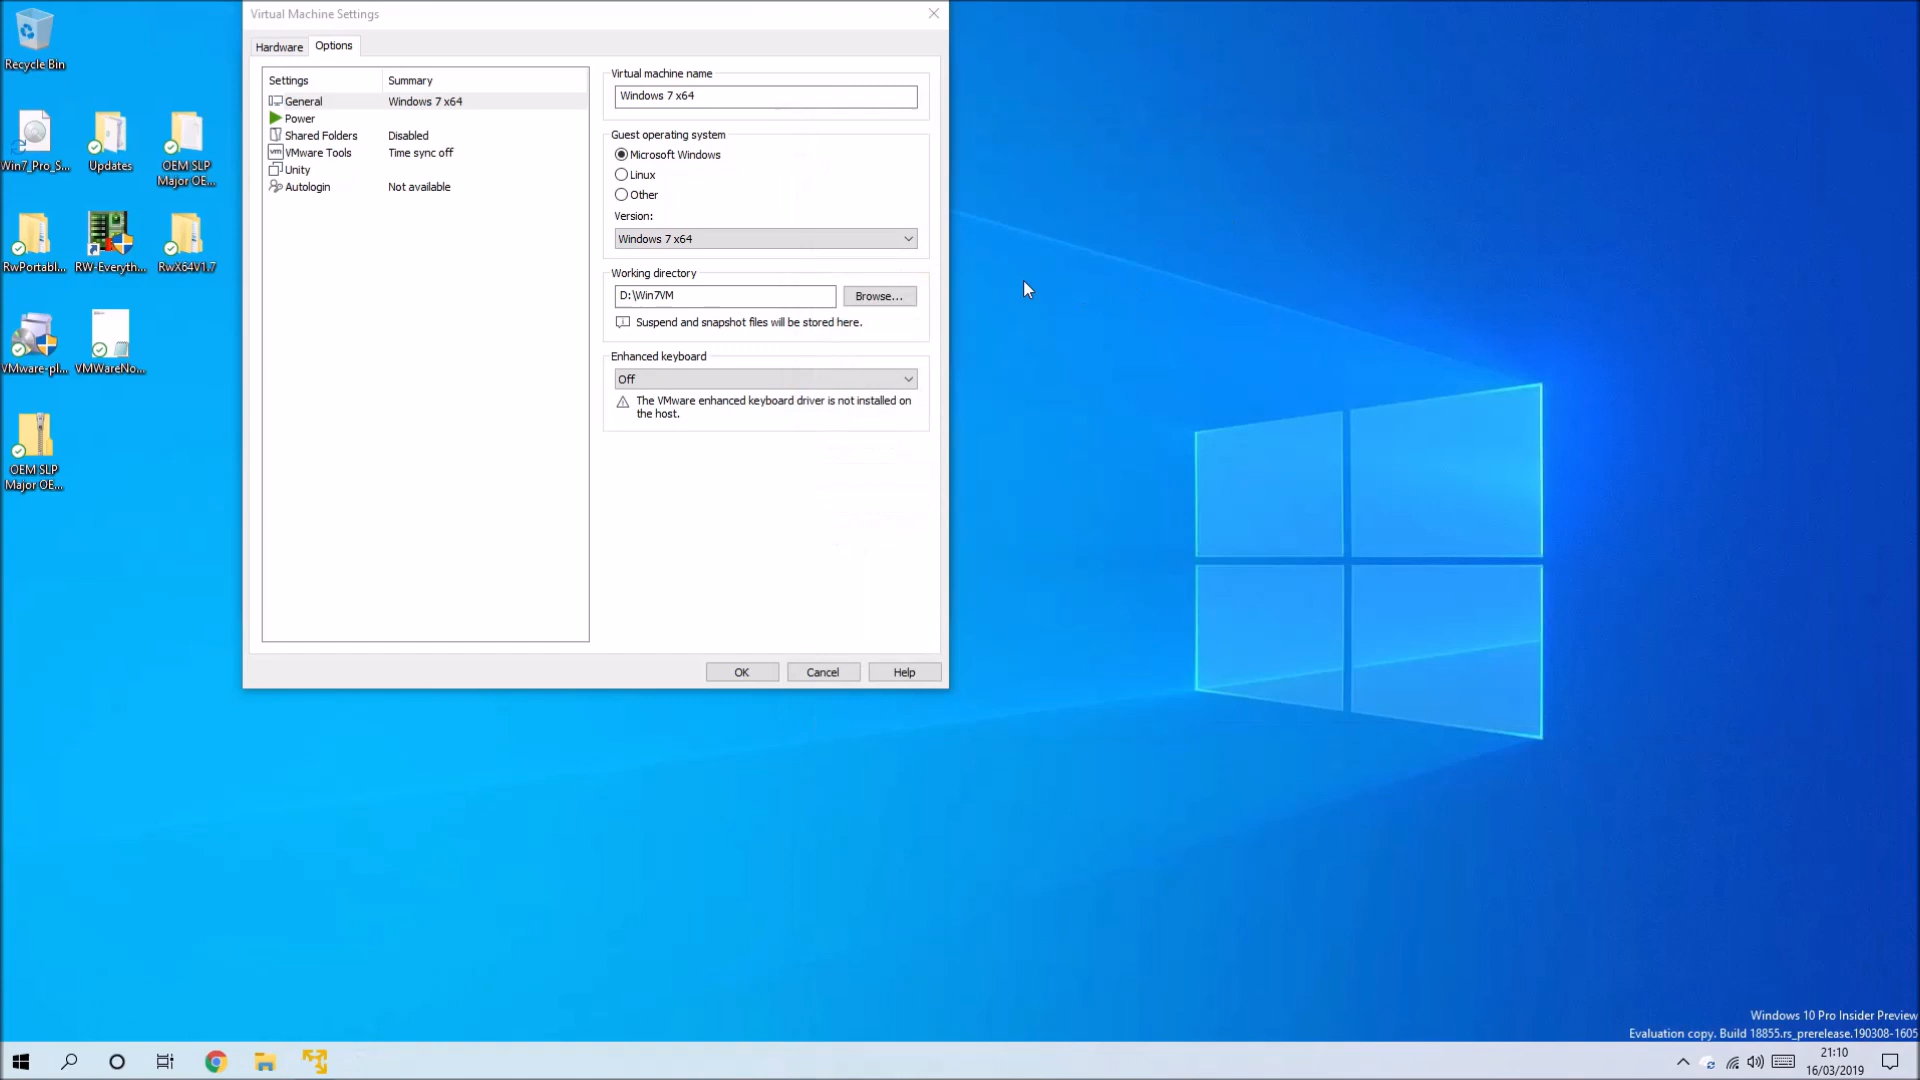 Virtual Machine Settings
Hardware
Options
Recycle Bin
Win7_Pro_S...
Updates
OEM SLP
Major OE...
RwPortabl...
RW-Everyth...
RwX64V1.7
VMware-pl...
VMWareNo...
OEM SLP
Major OE...
Settings Summary
General Windows 7 x64
Power
Shared Folders Disabled
VMware Tools Time sync off
Unity
Autologin Not available
Virtual machine name
Windows 7 x64
Guest operating system
Microsoft Windows
Linux
Other
Version:
Windows 7 x64
Working directory
D:\Win7VM
Browse...
Suspend and snapshot files will be stored here.
Enhanced keyboard
Off
The VMware enhanced keyboard driver is not installed on
the host.
OK
Cancel
Help
Windows 10 Pro Insider Preview
Evaluation copy. Build 18855.rs_prerelease.190308-1605
21:10
16/03/2019